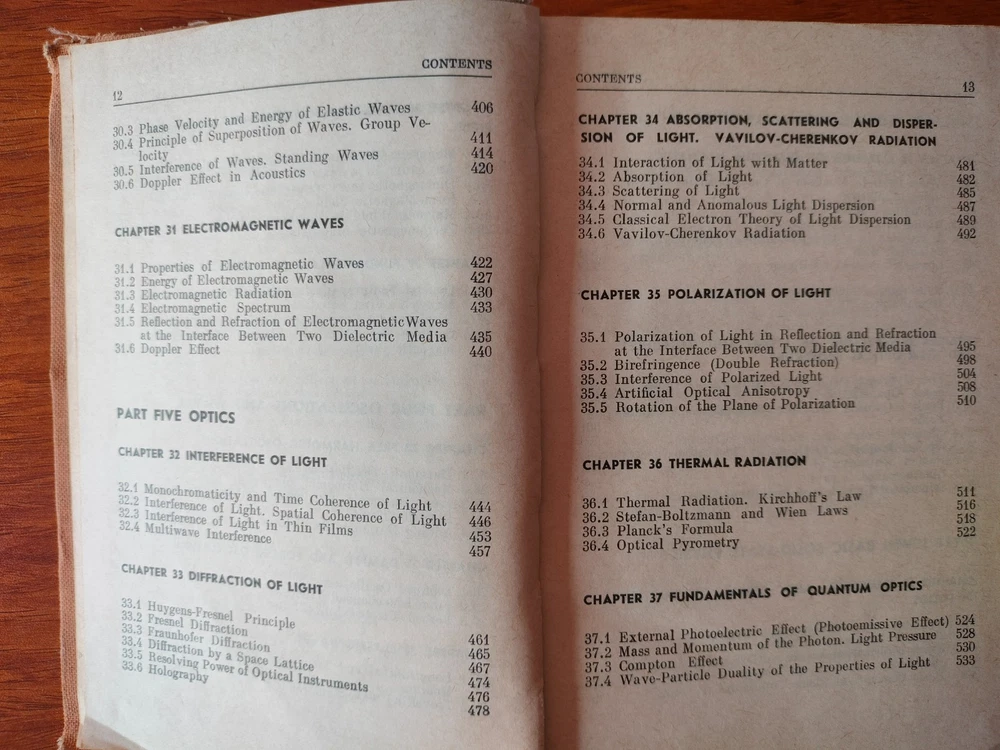 12
CONTENTS
30.3 Phase Velocity and Energy of Elastic Waves 406
30.4 Principle of Superposition of Waves. Group Ve-
locity 411
30.5 Interference of Waves. Standing Waves 414
30.6 Doppler Effect in Acoustics 420
CHAPTER 31 ELECTROMAGNETIC WAVES
31.1 Properties of Electromagnetic Waves 422
31.2 Energy of Electromagnetic Waves 427
31.3 Electromagnetic Radiation 430
31.4 Electromagnetic Spectrum 433
31.5 Reflection and Refraction of Electromagnetic Waves
at the Interface Between Two Dielectric Media 435
31.6 Doppler Effect 440
PART FIVE OPTICS
CHAPTER 32 INTERFERENCE OF LIGHT
32.1 Monochromaticity and Time Coherence of Light 444
32.2 Interference of Light. Spatial Coherence of Light 446
32.3 Interference of Light in Thin Films 453
32.4 Multiwave Interference 457
CHAPTER 33 DIFFRACTION OF LIGHT
33.1 Huygens-Fresnel Principle 461
33.2 Fresnel Diffraction 465
33.3 Fraunhofer Diffraction 467
33.4 Diffraction by a Space Lattice 474
33.5 Resolving Power of Optical Instruments 476
33.6 Holography 478
CONTENTS
13
CHAPTER 34 ABSORPTION, SCATTERING AND DISPER-
SION OF LIGHT. VAVILOV-CHERENKOV RADIATION
34.1 Interaction of Light with Matter 481
34.2 Absorption of Light 482
34.3 Scattering of Light 485
34.4 Normal and Anomalous Light Dispersion 487
34.5 Classical Electron Theory of Light Dispersion 489
34.6 Vavilov-Cherenkov Radiation 492
CHAPTER 35 POLARIZATION OF LIGHT
35.1 Polarization of Light in Reflection and Refraction
at the Interface Between Two Dielectric Media 495
35.2 Birefringence (Double Refraction) 498
35.3 Interference of Polarized Light 504
35.4 Artificial Optical Anisotropy 508
35.5 Rotation of the Plane of Polarization 510
CHAPTER 36 THERMAL RADIATION
36.1 Thermal Radiation. Kirchhoff's Law 511
36.2 Stefan-Boltzmann and Wien Laws 516
36.3 Planck's Formula 518
36.4 Optical Pyrometry 522
CHAPTER 37 FUNDAMENTALS OF QUANTUM OPTICS
37.1 External Photoelectric Effect (Photoemissive Effect) 524
37.2 Mass and Momentum of the Photon. Light Pressure 528
37.3 Compton Effect 530
37.4 Wave-Particle Duality of the Properties of Light 533